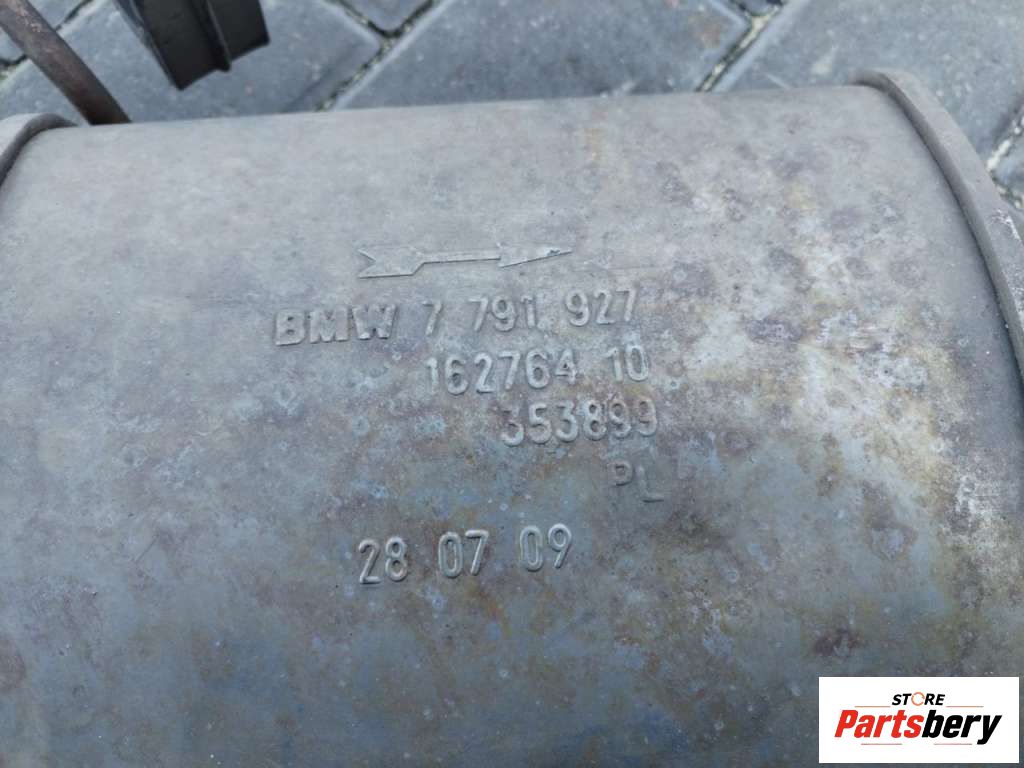 BMW 7 791 927
162764 10
353899
PL
28 07 09
STORE
Partsbery